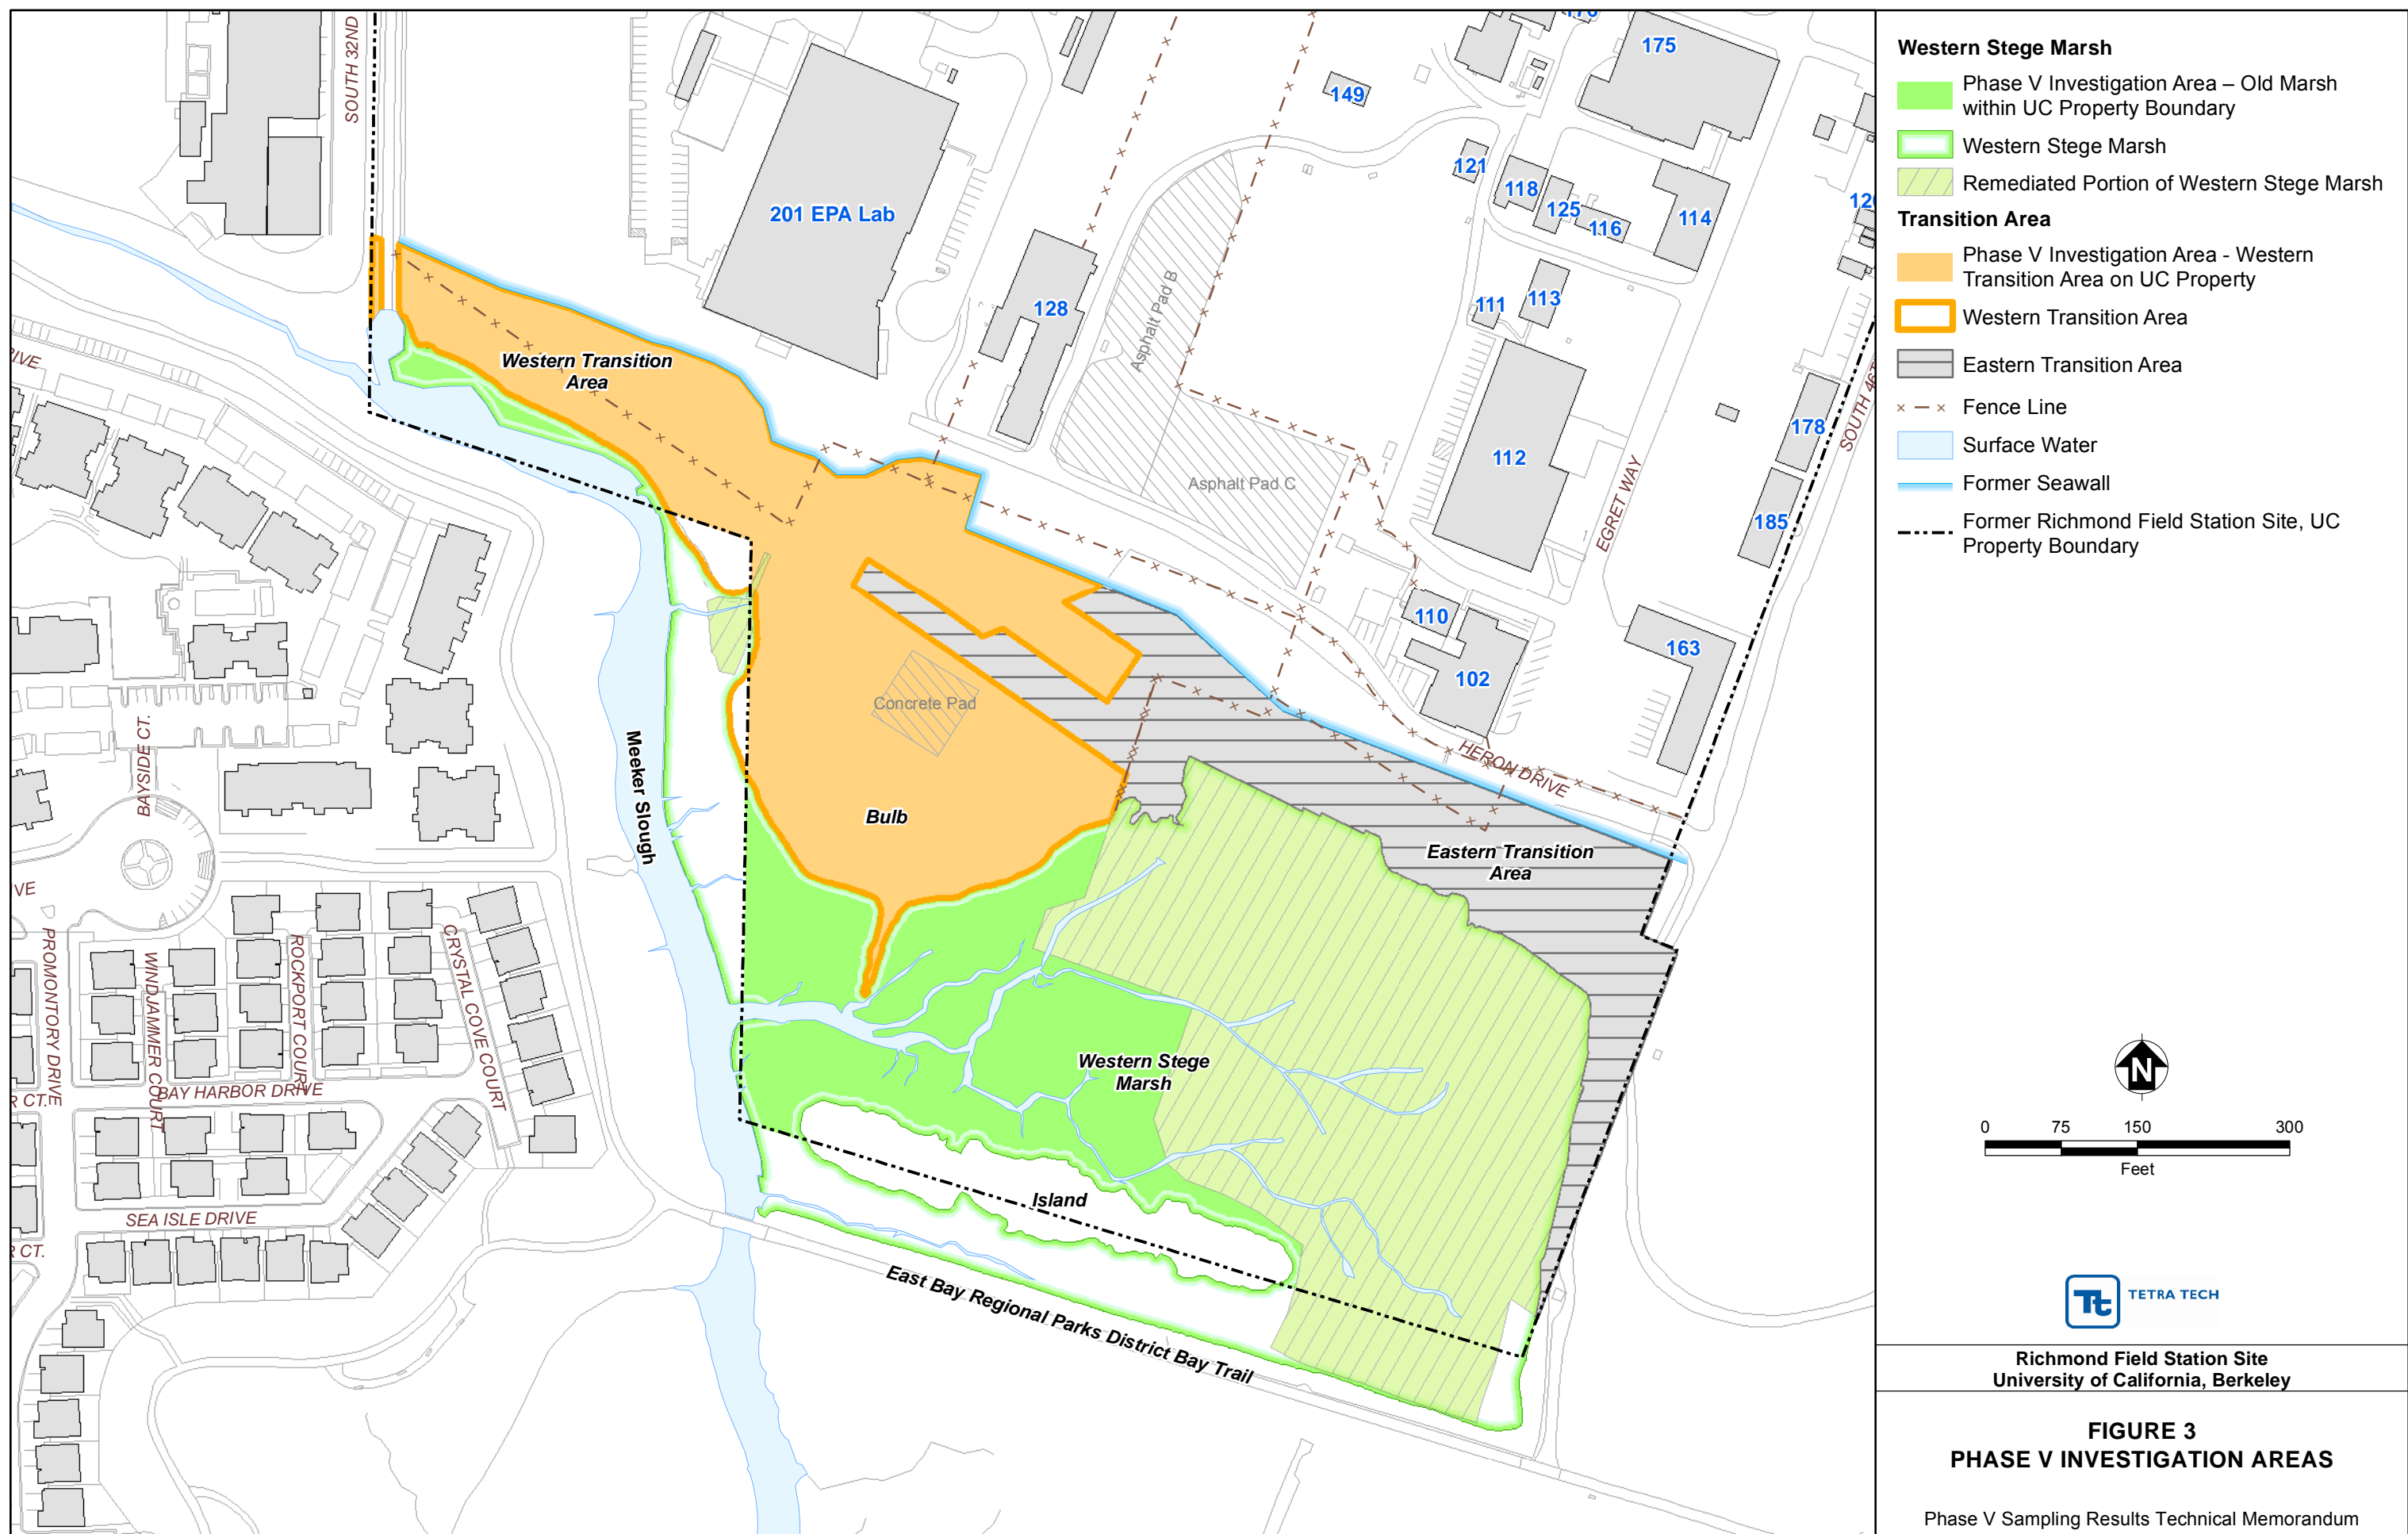 SOUTH 32ND
175
149
121
118
125
116
114
201 EPA Lab
128
Asphalt Pad B
111
113
Western Transition
Area
178
SOUTH 46T
112
Asphalt Pad C
EGRET WAY
185
110
102
163
Concrete Pad
HERON DRIVE
Meeker Slough
Bulb
Eastern Transition
Area
BAYSIDE CT.
PROMONTORY DRIVE
WINDJAMMER COURT
ROCKPORT COURT
CRYSTAL COVE COURT
BAY HARBOR DRIVE
SEA ISLE DRIVE
Western Stege
Marsh
Island
East Bay Regional Parks District Bay Trail
Western Stege Marsh
Phase V Investigation Area – Old Marsh
within UC Property Boundary
Western Stege Marsh
Remediated Portion of Western Stege Marsh
Transition Area
Phase V Investigation Area - Western
Transition Area on UC Property
Western Transition Area
Eastern Transition Area
Fence Line
Surface Water
Former Seawall
Former Richmond Field Station Site, UC
Property Boundary
N
0 75 150 300
Feet
Tt TETRA TECH
Richmond Field Station Site
University of California, Berkeley
FIGURE 3
PHASE V INVESTIGATION AREAS
Phase V Sampling Results Technical Memorandum